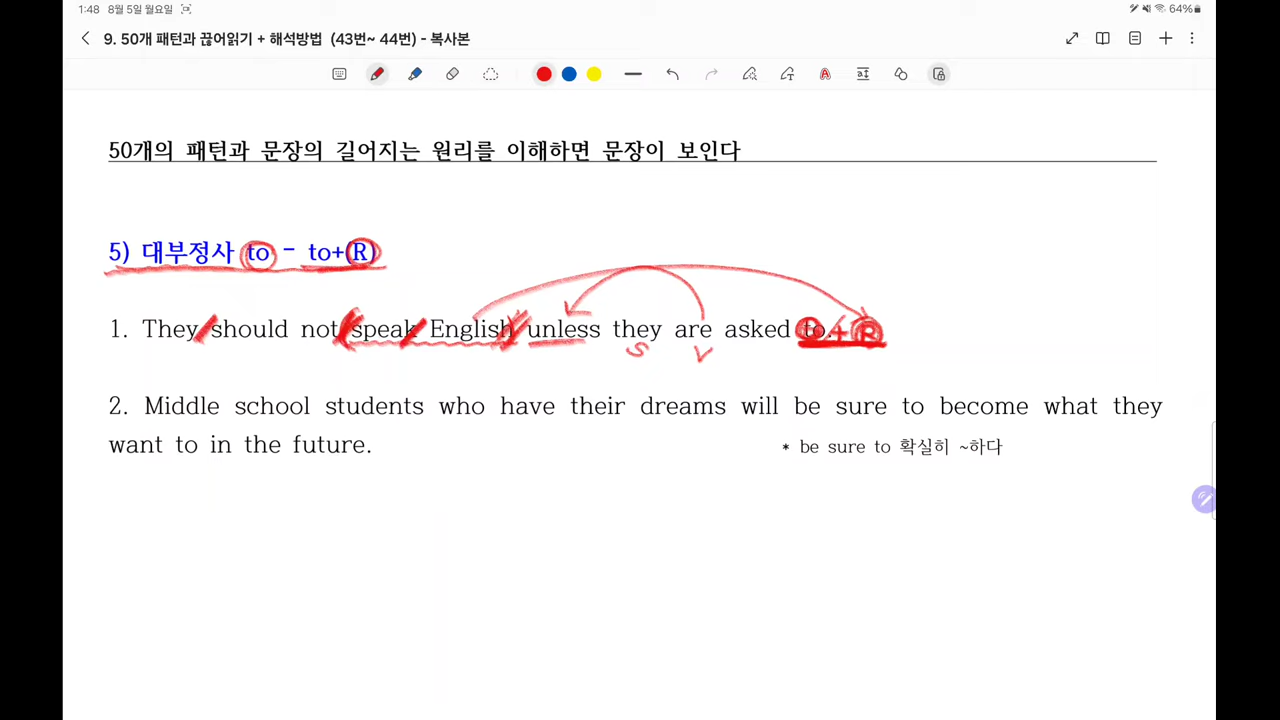 1:48 8월 5일 월요일 64%
9. 50개 패턴과 끊어읽기 + 해석방법 (43번~ 44번) - 복사본
50개의 패턴과 문장의 길어지는 원리를 이해하면 문장이 보인다
5) 대부정사 to - to+(R)
1. They should not speak English unless they are asked to. + R
S V
2. Middle school students who have their dreams will be sure to become what they
want to in the future. * be sure to 확실히 ~하다